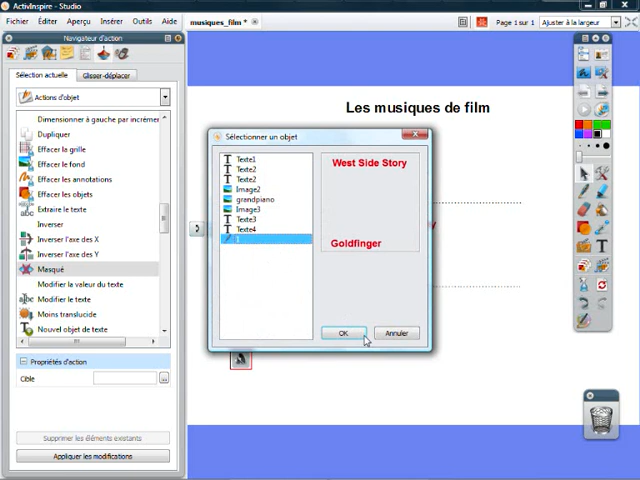 ActivInspire - Studio
Fichier Éditer Aperçu Insérer Outils Aide
musiques_film *
Page 1 sur 1
Ajuster à la largeur
Navigateur d'action
Sélection actuelle
Glisser-déplacer
Actions d'objet
Dimensionner à gauche par incrémer
Dupliquer
Effacer la grille
Effacer le fond
Effacer les annotations
Effacer les objets
Extraire le texte
Inverser
Inverser l'axe des X
Inverser l'axe des Y
Masqué
Modifier la valeur du texte
Modifier le texte
Moins translucide
Nouvel objet de texte
Propriétés d'action
Cible
...
Supprimer les éléments existants
Appliquer les modifications
Les musiques de film
Sélectionner un objet
Texte1
Texte2
Texte2
Image2
grandpiano
Image3
Texte3
Texte4
West Side Story
Goldfinger
OK
Annuler